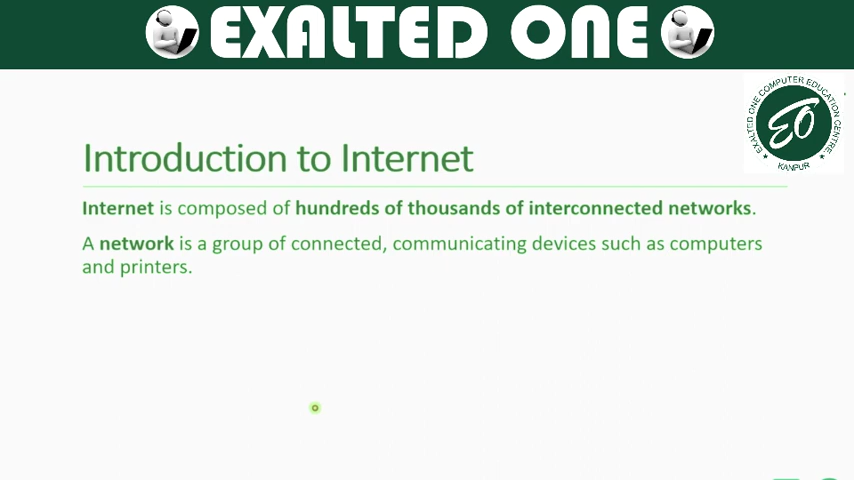 EXALTED ONE
EXALTED ONE COMPUTER EDUCATION CENTRE.
EO
KANPUR
Introduction to Internet
Internet is composed of hundreds of thousands of interconnected networks.
A network is a group of connected, communicating devices such as computers
and printers.